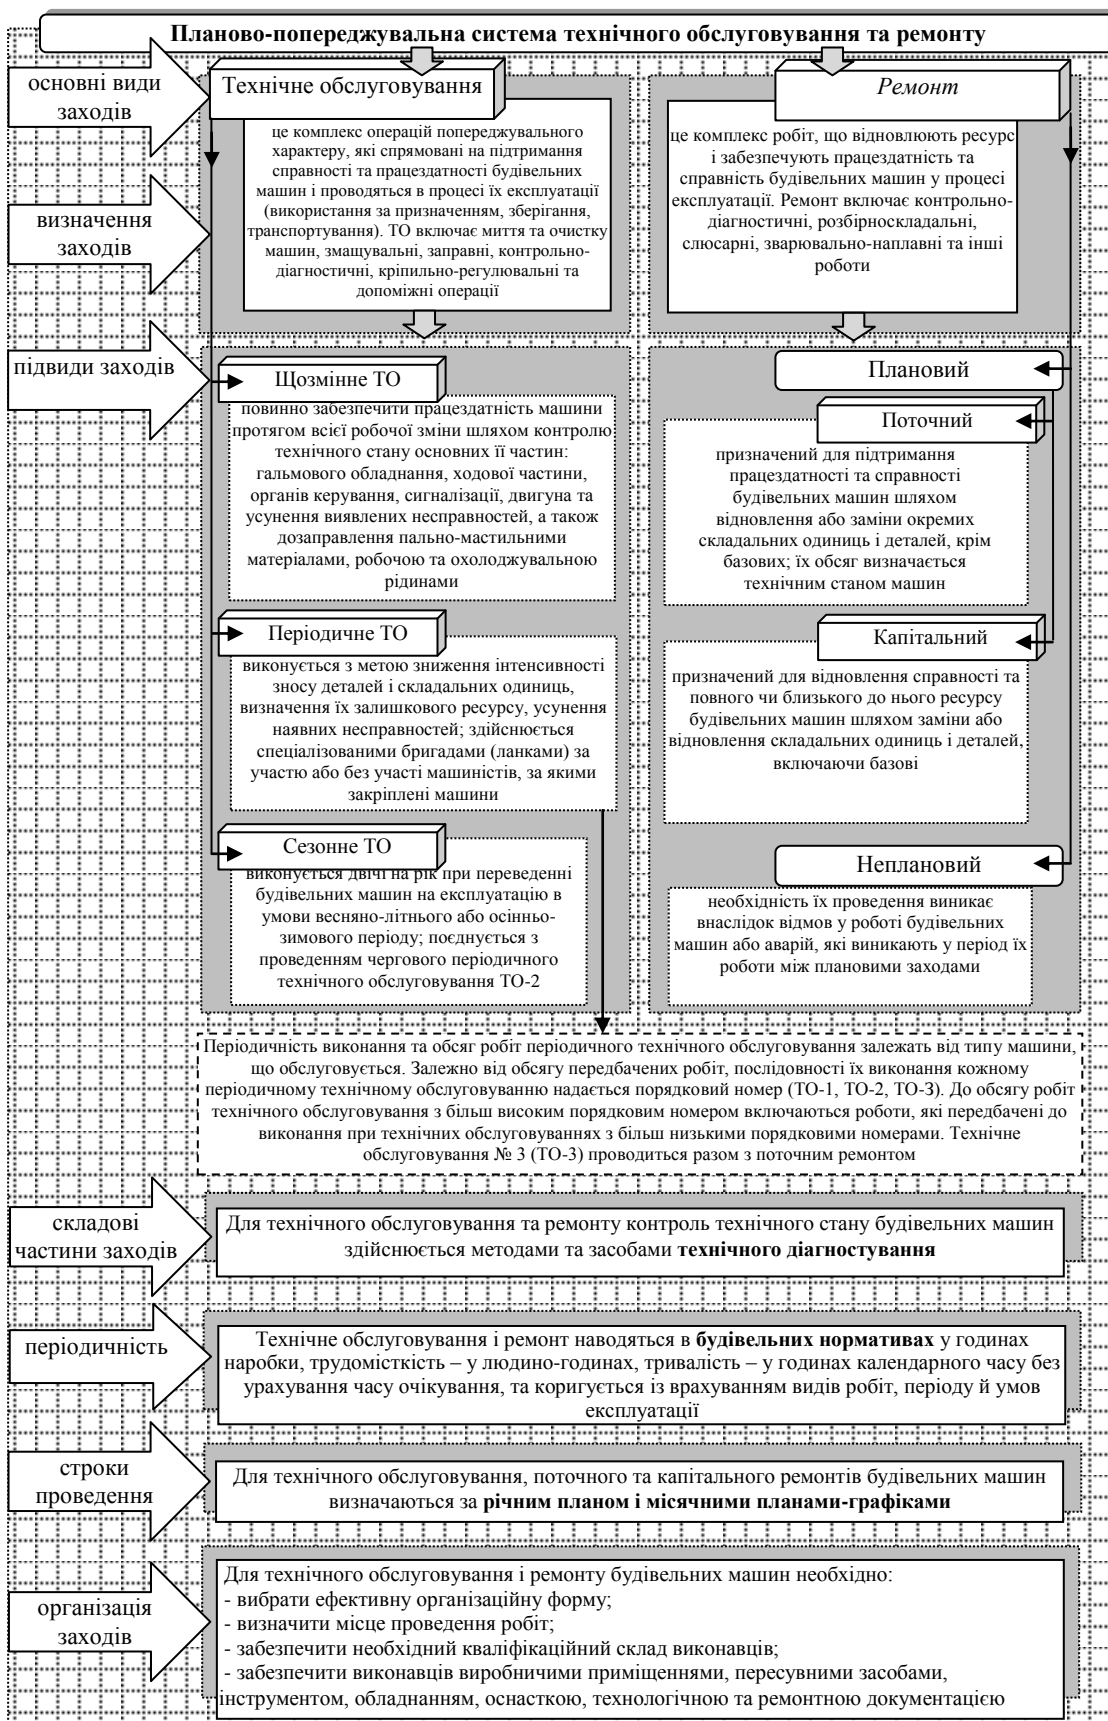 Планово-попереджувальна система технічного обслуговування та ремонту
основні види
заходів
Технічне обслуговування
Ремонт
визначення
заходів
це комплекс операцій попереджувального
характеру, які спрямовані на підтримання
справності та працездатності будівельних
машин і проводяться в процесі їх експлуатації
(використання за призначенням, зберігання,
транспортування). ТО включає миття та очистку
машин, змащувальні, заправні, контрольно-
діагностичні, кріпильно-регулювальні та
допоміжні операції
це комплекс робіт, що відновлюють ресурс
і забезпечують працездатність та
справність будівельних машин у процесі
експлуатації. Ремонт включає контрольно-
діагностичні, розбірноскладальні,
слюсарні, зварювально-наплавні та інші
роботи
підвиди заходів
Щозмінне ТО
повинно забезпечити працездатність машини
протягом всієї робочої зміни шляхом контролю
технічного стану основних її частин:
гальмового обладнання, ходової частини,
органів керування, сигналізації, двигуна та
усунення виявлених несправностей, а також
дозаправлення пально-мастильними
матеріалами, робочою та охолоджувальною
рідинами
Періодичне ТО
виконується з метою зниження інтенсивності
зносу деталей і складальних одиниць,
визначення їх залишкового ресурсу, усунення
наявних несправностей; здійснюється
спеціалізованими бригадами (ланками) за
участю або без участі машиністів, за якими
закріплені машини
Сезонне ТО
виконується двічі на рік при переведенні
будівельних машин на експлуатацію в
умови весняно-літнього або осінньо-
зимового періоду; поєднується з
проведенням чергового періодичного
технічного обслуговування ТО-2
Плановий
Поточний
призначений для підтримання
працездатності та справності
будівельних машин шляхом
відновлення або заміни окремих
складальних одиниць і деталей, крім
базових; їх обсяг визначається
технічним станом машин
Капітальний
призначений для відновлення справності та
повного чи близького до нього ресурсу
будівельних машин шляхом заміни або
відновлення складальних одиниць і деталей,
включаючи базові
Неплановий
необхідність їх проведення виникає
внаслідок відмов у роботі будівельних
машин або аварій, які виникають у період їх
роботи між плановими заходами
Періодичність виконання та обсяг робіт періодичного технічного обслуговування залежать від типу машини,
що обслуговується. Залежно від обсягу передбачених робіт, послідовності їх виконання кожному
періодичному технічному обслуговуванню надається порядковий номер (ТО-1, ТО-2, ТО-3). До обсягу робіт
технічного обслуговування з більш високим порядковим номером включаються роботи, які передбачені до
виконання при технічних обслуговуваннях з більш низькими порядковими номерами. Технічне
обслуговування № 3 (ТО-3) проводиться разом з поточним ремонтом
складові
частини заходів
Для технічного обслуговування та ремонту контроль технічного стану будівельних машин
здійснюється методами та засобами технічного діагностування
періодичність
Технічне обслуговування і ремонт наводяться в будівельних нормативах у годинах
наробки, трудомісткість – у людино-годинах, тривалість – у годинах календарного часу без
урахування часу очікування, та коригується із врахуванням видів робіт, періоду й умов
експлуатації
строки
проведення
Для технічного обслуговування, поточного та капітального ремонтів будівельних машин
визначаються за річним планом і місячними планами-графіками
організація
заходів
Для технічного обслуговування і ремонту будівельних машин необхідно:
- вибрати ефективну організаційну форму;
- визначити місце проведення робіт;
- забезпечити необхідний кваліфікаційний склад виконавців;
- забезпечити виконавців виробничими приміщеннями, пересувними засобами,
інструментом, обладнанням, оснасткою, технологічною та ремонтною документацією